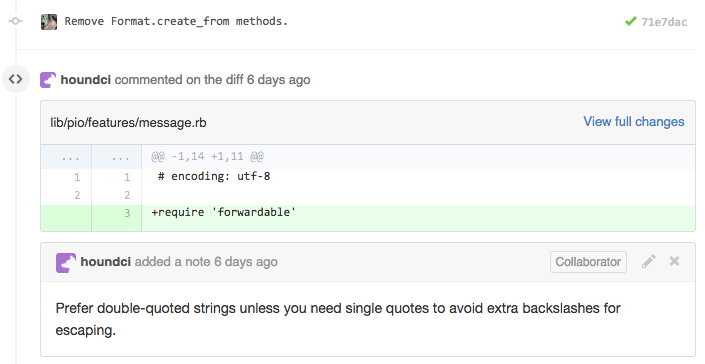 Remove Format.create_from methods. 71e7dac
<> houndci commented on the diff 6 days ago
lib/pio/features/message.rb View full changes
... ... @@ -1,14 +1,11 @@
1 1 # encoding: utf-8
2 2
3 +require 'forwardable'
houndci added a note 6 days ago Collaborator
Prefer double-quoted strings unless you need single quotes to avoid extra backslashes for
escaping.